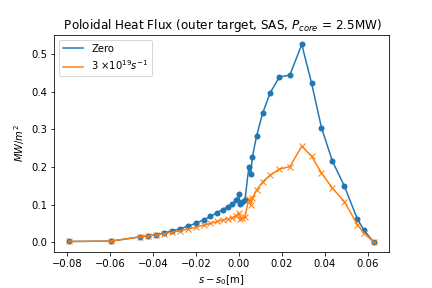 Poloidal Heat Flux (outer target, SAS, P_core = 2.5MW)
Zero
3 ×10^19 s^−1
MW/m^2
0.5
0.4
0.3
0.2
0.1
0.0
−0.08 −0.06 −0.04 −0.02 0.00 0.02 0.04 0.06
s − s_0[m]